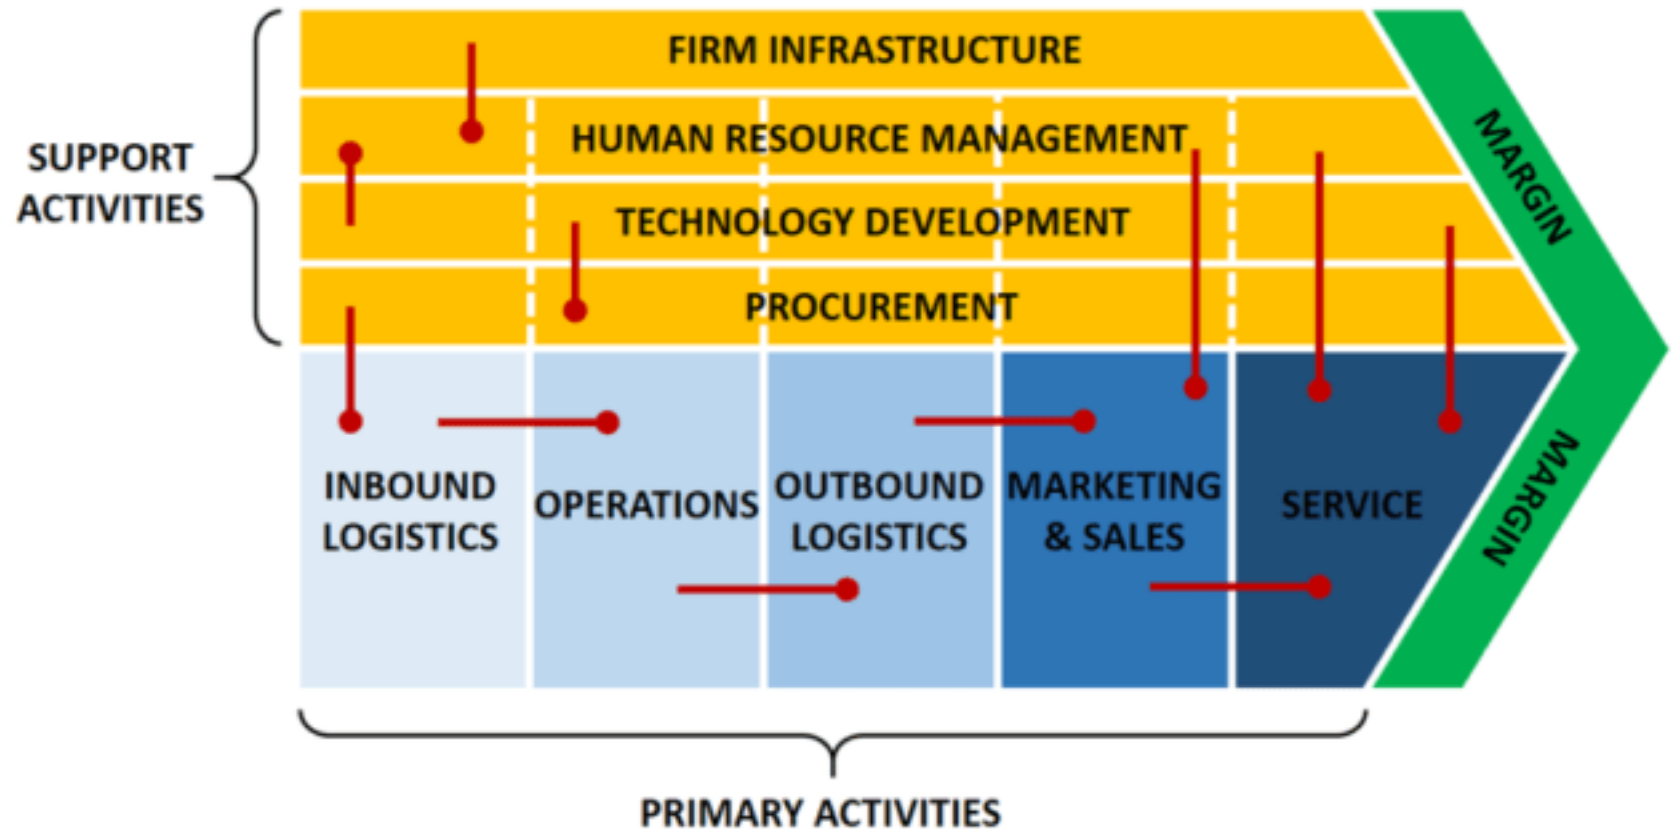 FIRM INFRASTRUCTURE
HUMAN RESOURCE MANAGEMENT
TECHNOLOGY DEVELOPMENT
PROCUREMENT
SUPPORT
ACTIVITIES
MARGIN
MARGIN
INBOUND
LOGISTICS
OPERATIONS
OUTBOUND
LOGISTICS
MARKETING
& SALES
SERVICE
PRIMARY ACTIVITIES